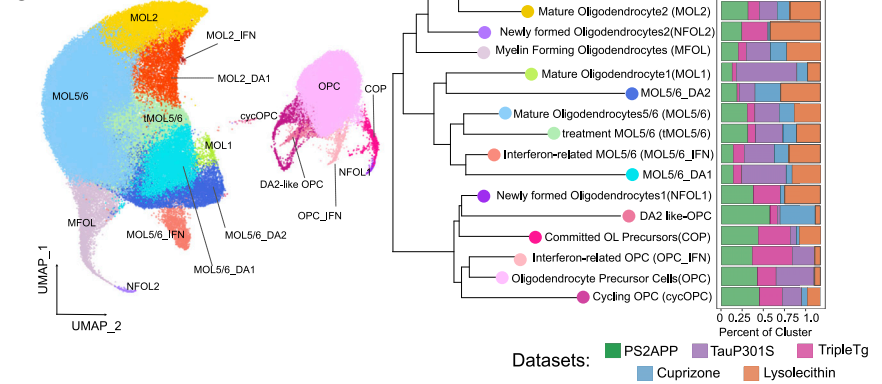 MOL2
MOL2_IFN
MOL2_DA1
MOL5/6
tMOL5/6
MOL1
MFOL
MOL5/6_IFN
MOL5/6_DA2
MOL5/6_DA1
NFOL2
OPC
COP
cycOPC
DA2-like OPC
NFOL1
OPC_IFN
UMAP_1
UMAP_2
Mature Oligodendrocyte2 (MOL2)
Newly formed Oligodendrocytes2(NFOL2)
Myelin Forming Oligodendrocytes (MFOL)
Mature Oligodendrocyte1(MOL1)
MOL5/6_DA2
Mature Oligodendrocytes5/6 (MOL5/6)
treatment MOL5/6 (tMOL5/6)
Interferon-related MOL5/6 (MOL5/6_IFN)
MOL5/6_DA1
Newly formed Oligodendrocytes1(NFOL1)
DA2 like-OPC
Committed OL Precursors(COP)
Interferon-related OPC (OPC_IFN)
Oligodendrocyte Precursor Cells(OPC)
Cycling OPC (cycOPC)
0 0.25 0.5 0.75 1.0
Percent of Cluster
Datasets: PS2APP TauP301S TripleTg
Cuprizone Lysolecithin